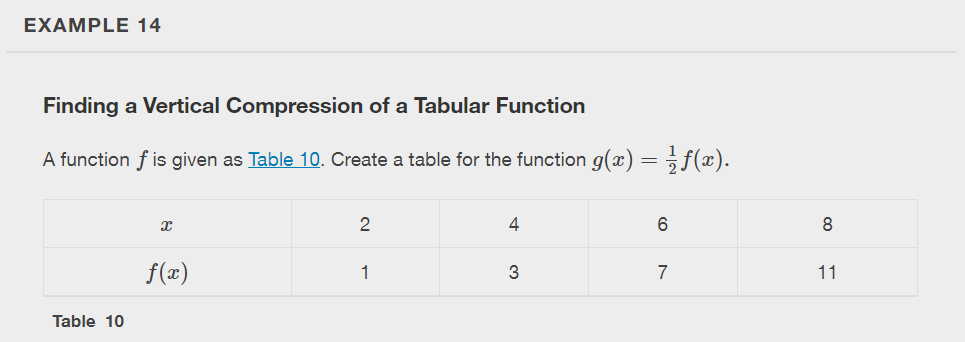 EXAMPLE 14
Finding a Vertical Compression of a Tabular Function
A function f is given as Table 10. Create a table for the function g(x) = 1/2 f(x).
x 2 4 6 8
f(x) 1 3 7 11
Table 10